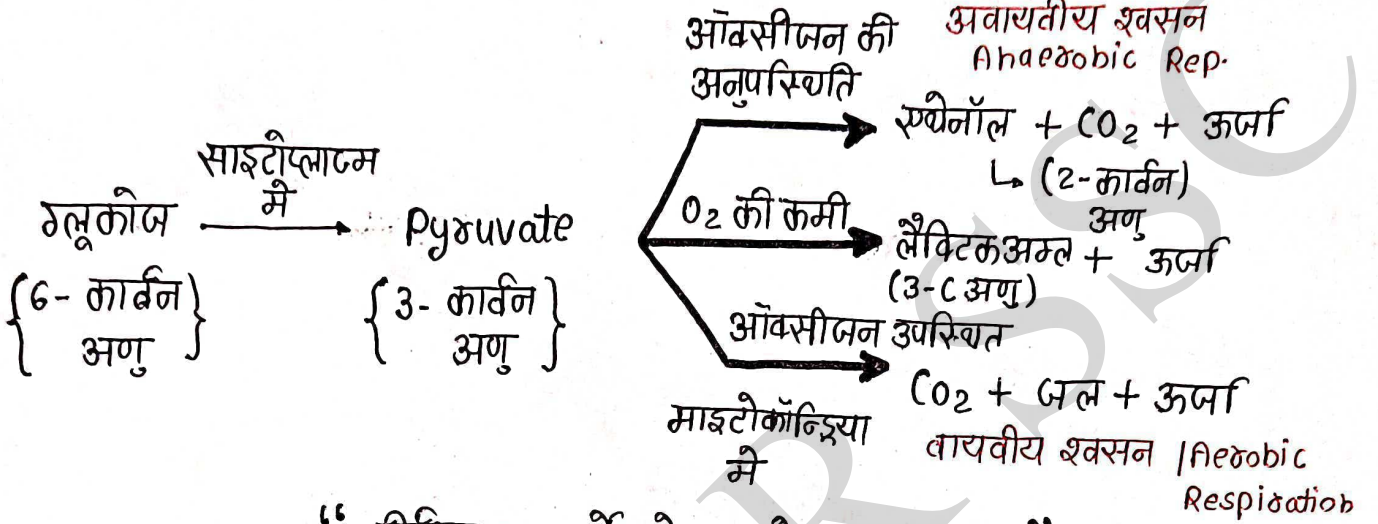 ऑक्सीजन की अनुपस्थिति
अवायवीय श्वसन
Anaerobic Rep.
एथेनॉल + CO2 + ऊर्जा
↳ (2-कार्बन) अणु
साइटोप्लाज्म में
ग्लूकोज → Pyruvate
{6- कार्बन अणु}
{3- कार्बन अणु}
O2 की कमी
लैक्टिक अम्ल + ऊर्जा
(3-C अणु)
ऑक्सीजन उपस्थित
CO2 + जल + ऊर्जा
माइटोकॉन्ड्रिया में
वायवीय श्वसन / Aerobic
Respiration
R SSC